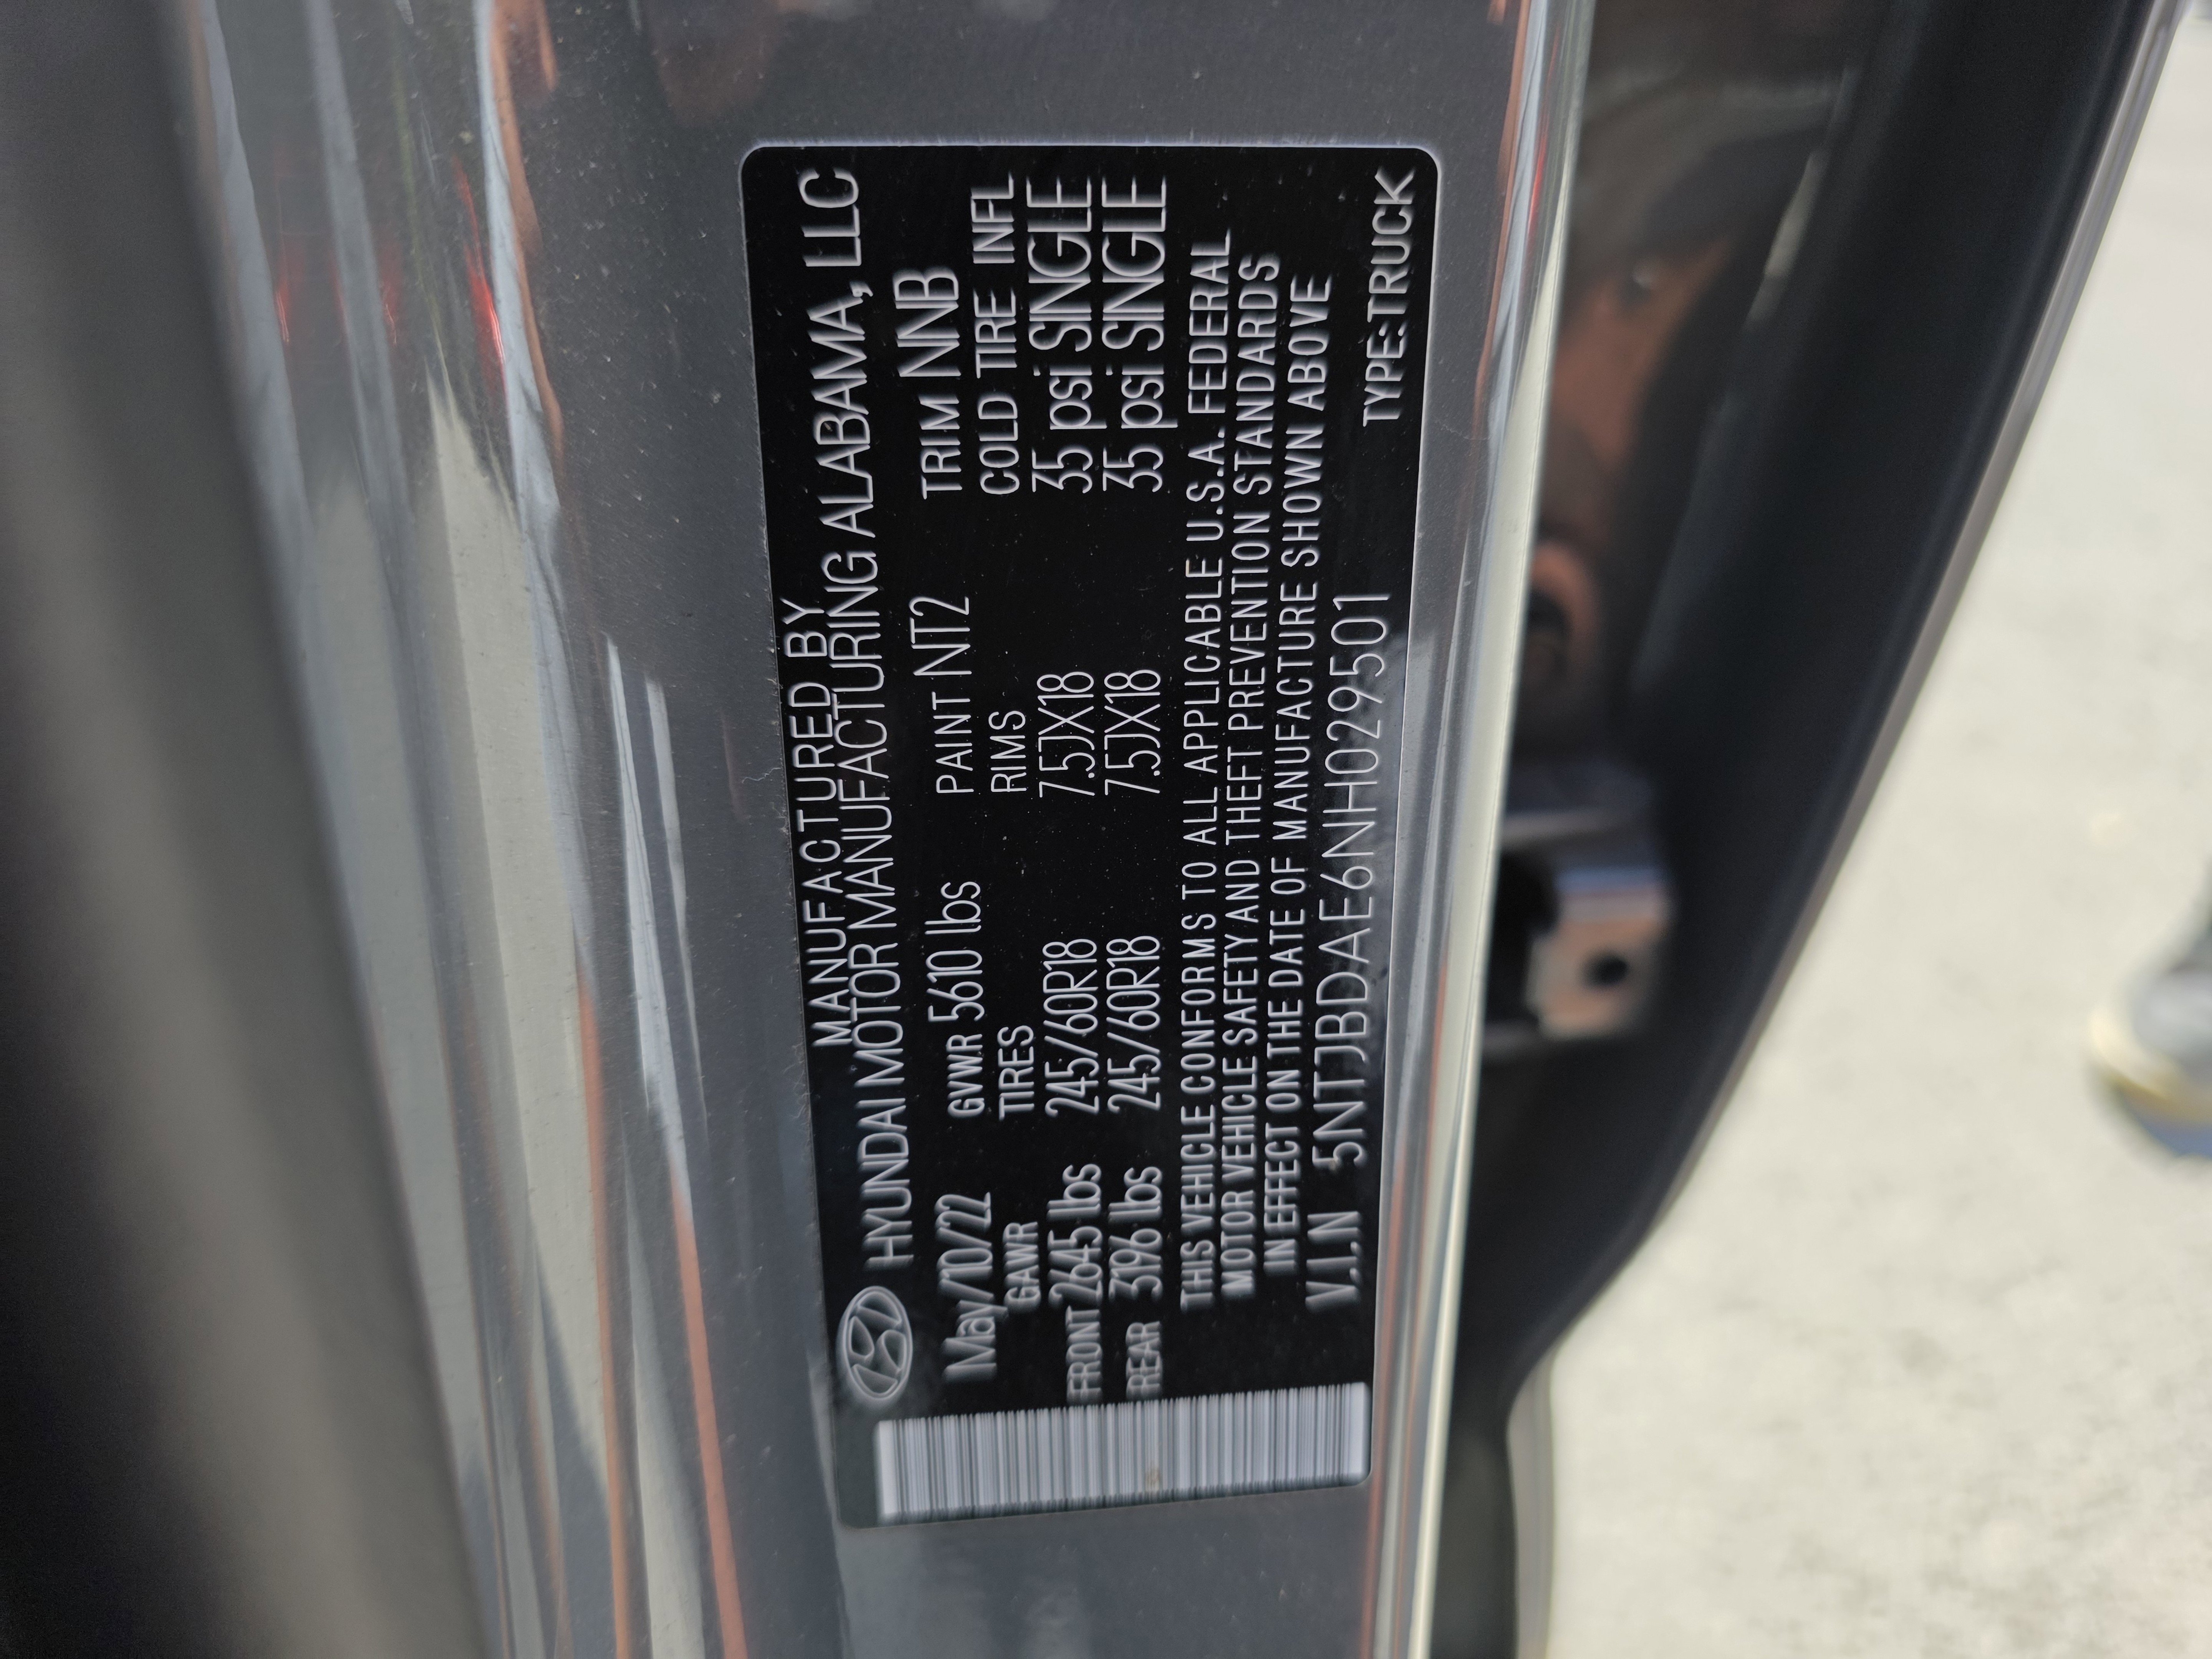 MANUFACTURED BY
HYUNDAI MOTOR MANUFACTURING ALABAMA, LLC
May/10/22 GVWR 5610 lbs PAINT NT2 TRIM NNB
GAWR TIRES RIMS COLD TIRE INFL
FRONT 2645 lbs 245/60R18 7.5JX18 35 psi SINGLE
REAR 3196 lbs 245/60R18 7.5JX18 35 psi SINGLE
THIS VEHICLE CONFORMS TO ALL APPLICABLE U.S.A. FEDERAL
MOTOR VEHICLE SAFETY AND THEFT PREVENTION STANDARDS
IN EFFECT ON THE DATE OF MANUFACTURE SHOWN ABOVE
V.I.N 5NTJBDAE6NH029501 TYPE:TRUCK